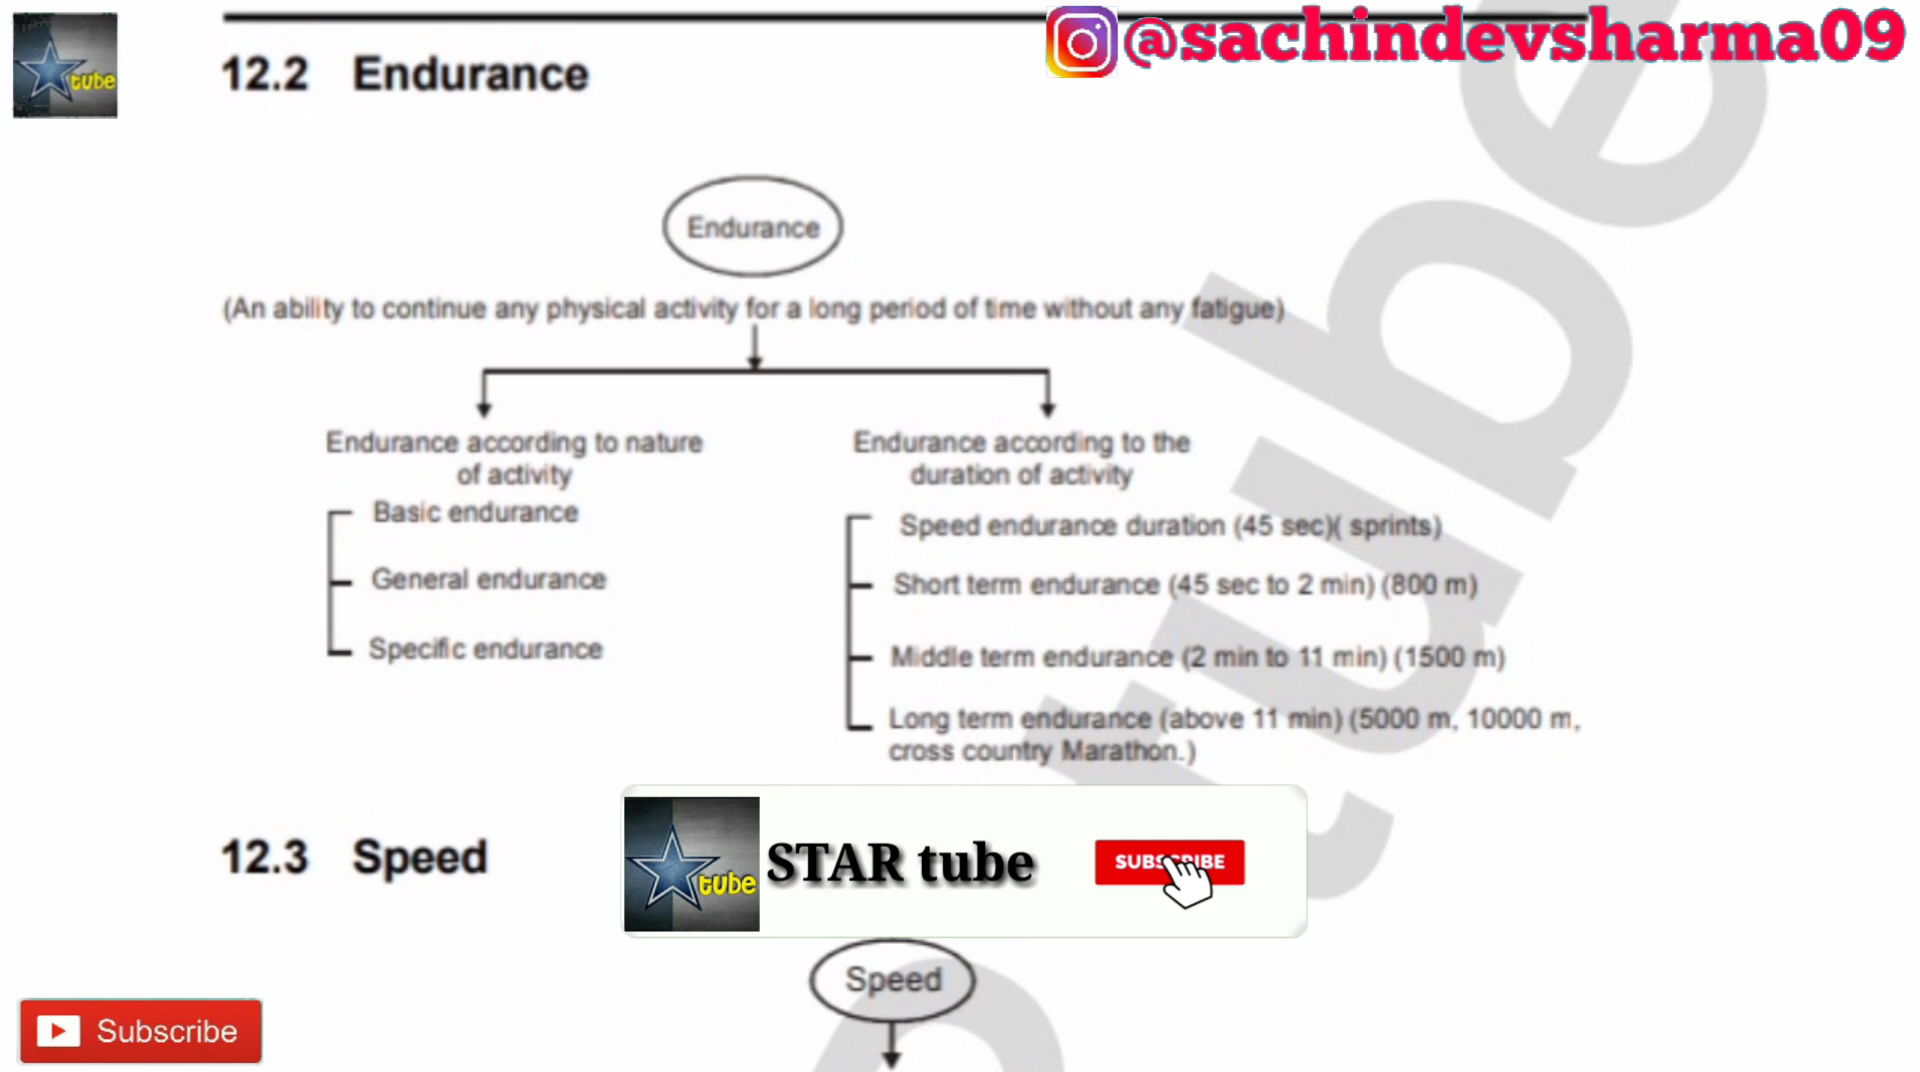 @sachindevsharma09
tube
12.2 Endurance
Endurance
(An ability to continue any physical activity for a long period of time without any fatigue)
Endurance according to nature
of activity
Basic endurance
General endurance
Specific endurance
Endurance according to the
duration of activity
Speed endurance duration (45 sec)( sprints)
Short term endurance (45 sec to 2 min) (800 m)
Middle term endurance (2 min to 11 min) (1500 m)
Long term endurance (above 11 min) (5000 m, 10000 m,
cross country Marathon.)
12.3 Speed
tube
STAR tube
SUBSCRIBE
Speed
Subscribe
tube